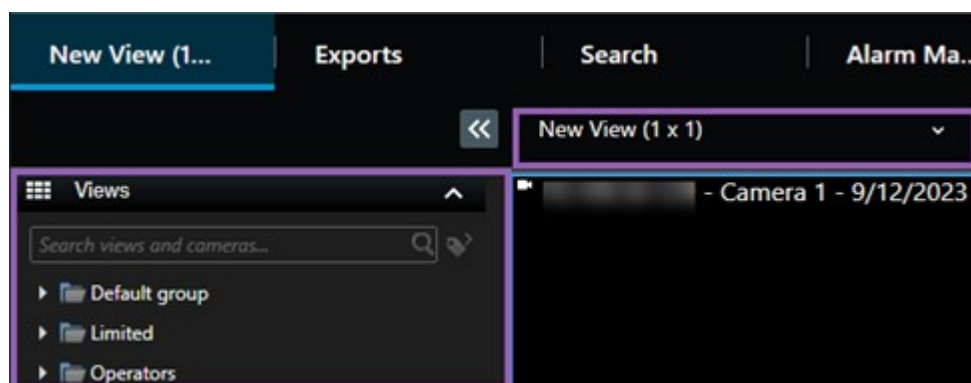 New View (1...
Exports
Search
Alarm Ma...
New View (1 x 1)
Views
- Camera 1 - 9/12/2023
Search views and cameras...
Default group
Limited
Operators